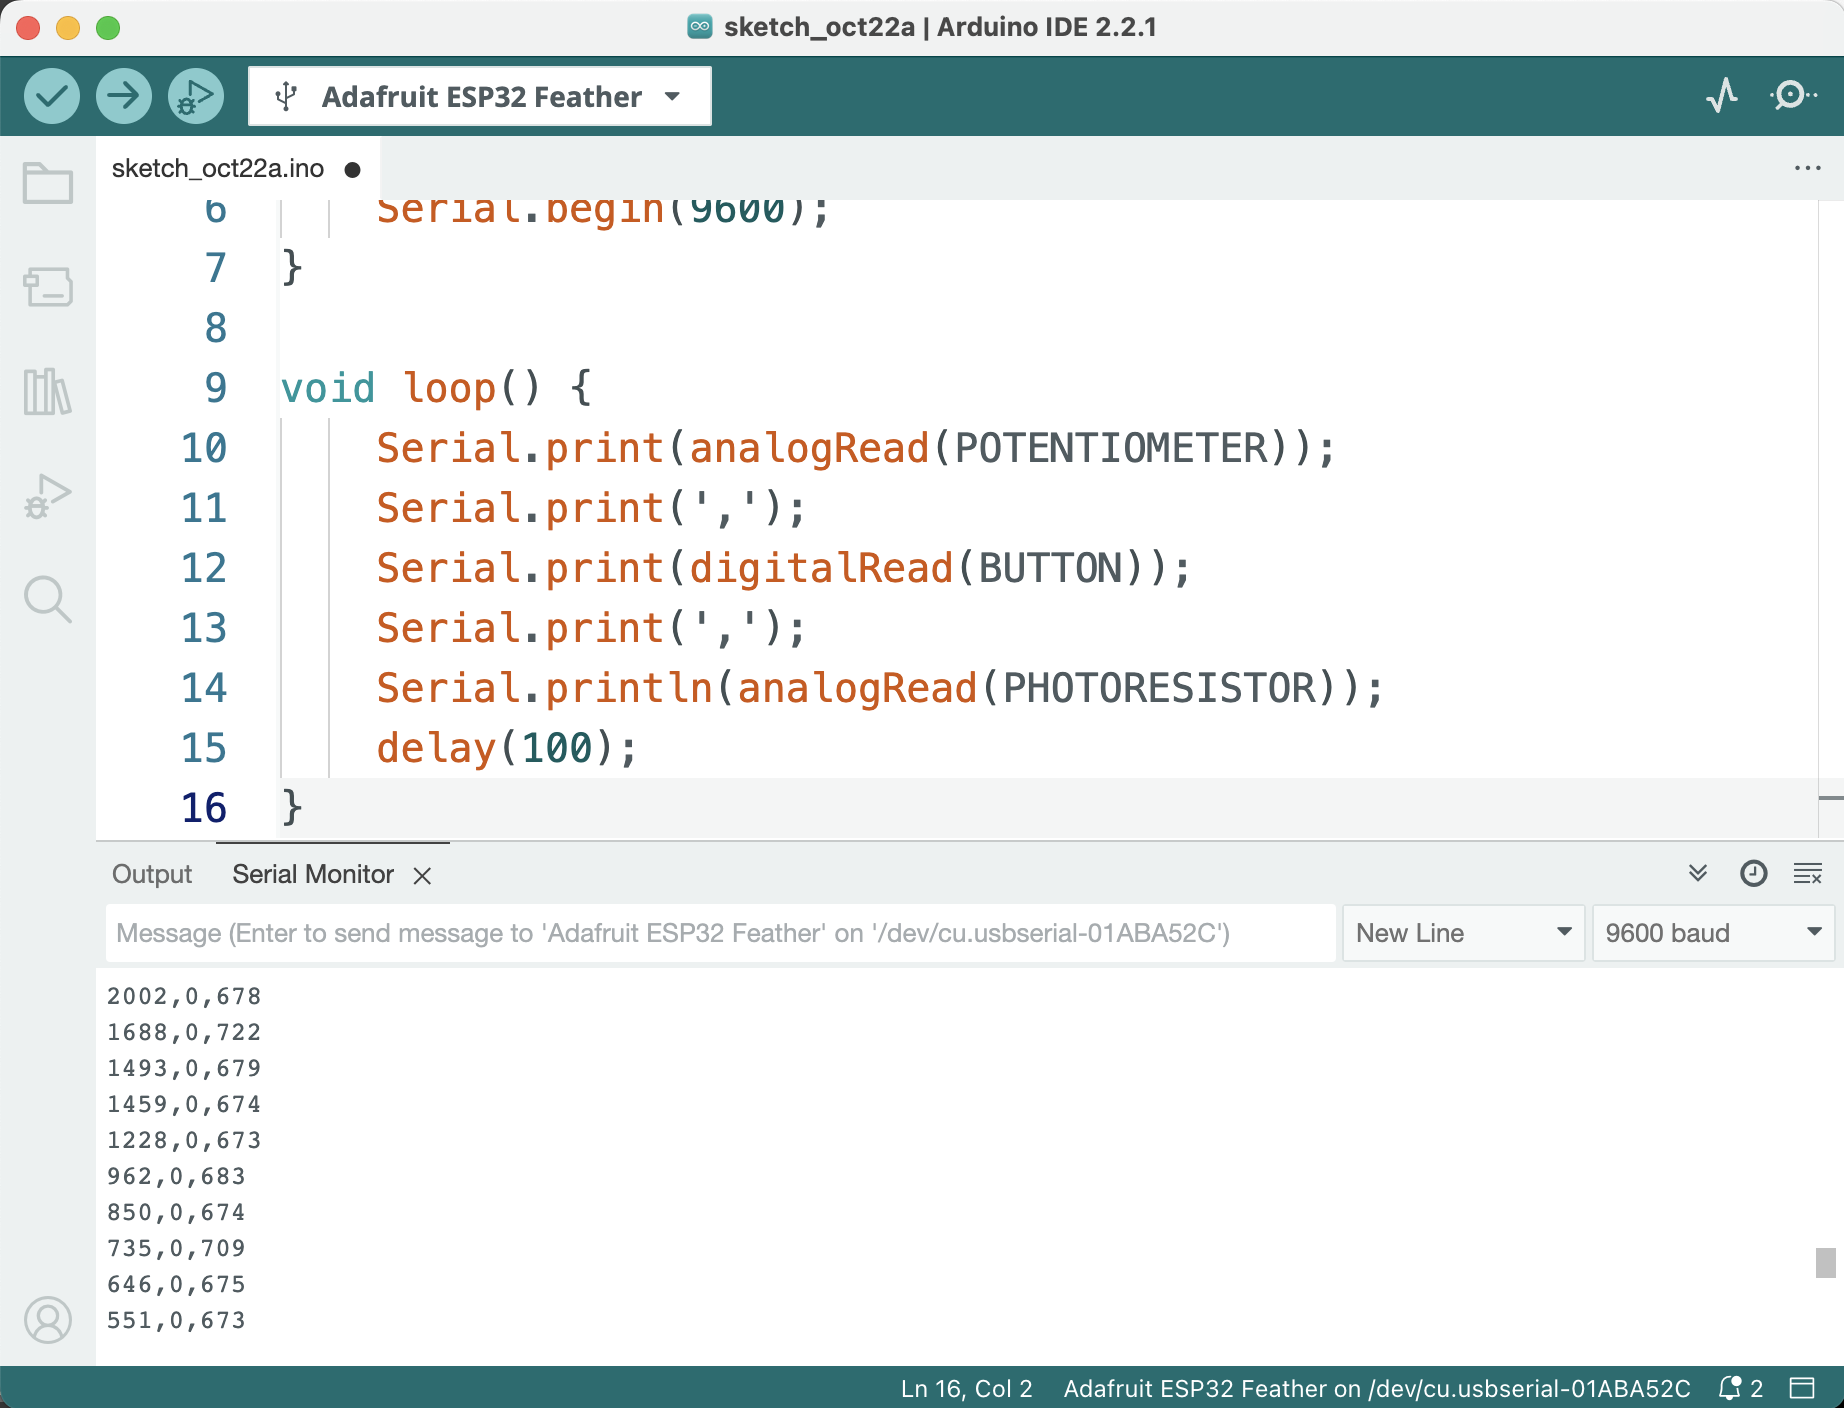 sketch_oct22a | Arduino IDE 2.2.1
Adafruit ESP32 Feather
sketch_oct22a.ino
6 Serial.begin(9600);
7 }
8
9 void loop() {
10 Serial.print(analogRead(POTENTIOMETER));
11 Serial.print(',');
12 Serial.print(digitalRead(BUTTON));
13 Serial.print(',');
14 Serial.println(analogRead(PHOTORESISTOR));
15 delay(100);
16 }
Output Serial Monitor
Message (Enter to send message to 'Adafruit ESP32 Feather' on '/dev/cu.usbserial-01ABA52C') New Line 9600 baud
2002,0,678
1688,0,722
1493,0,679
1459,0,674
1228,0,673
962,0,683
850,0,674
735,0,709
646,0,675
551,0,673
Ln 16, Col 2 Adafruit ESP32 Feather on /dev/cu.usbserial-01ABA52C 2